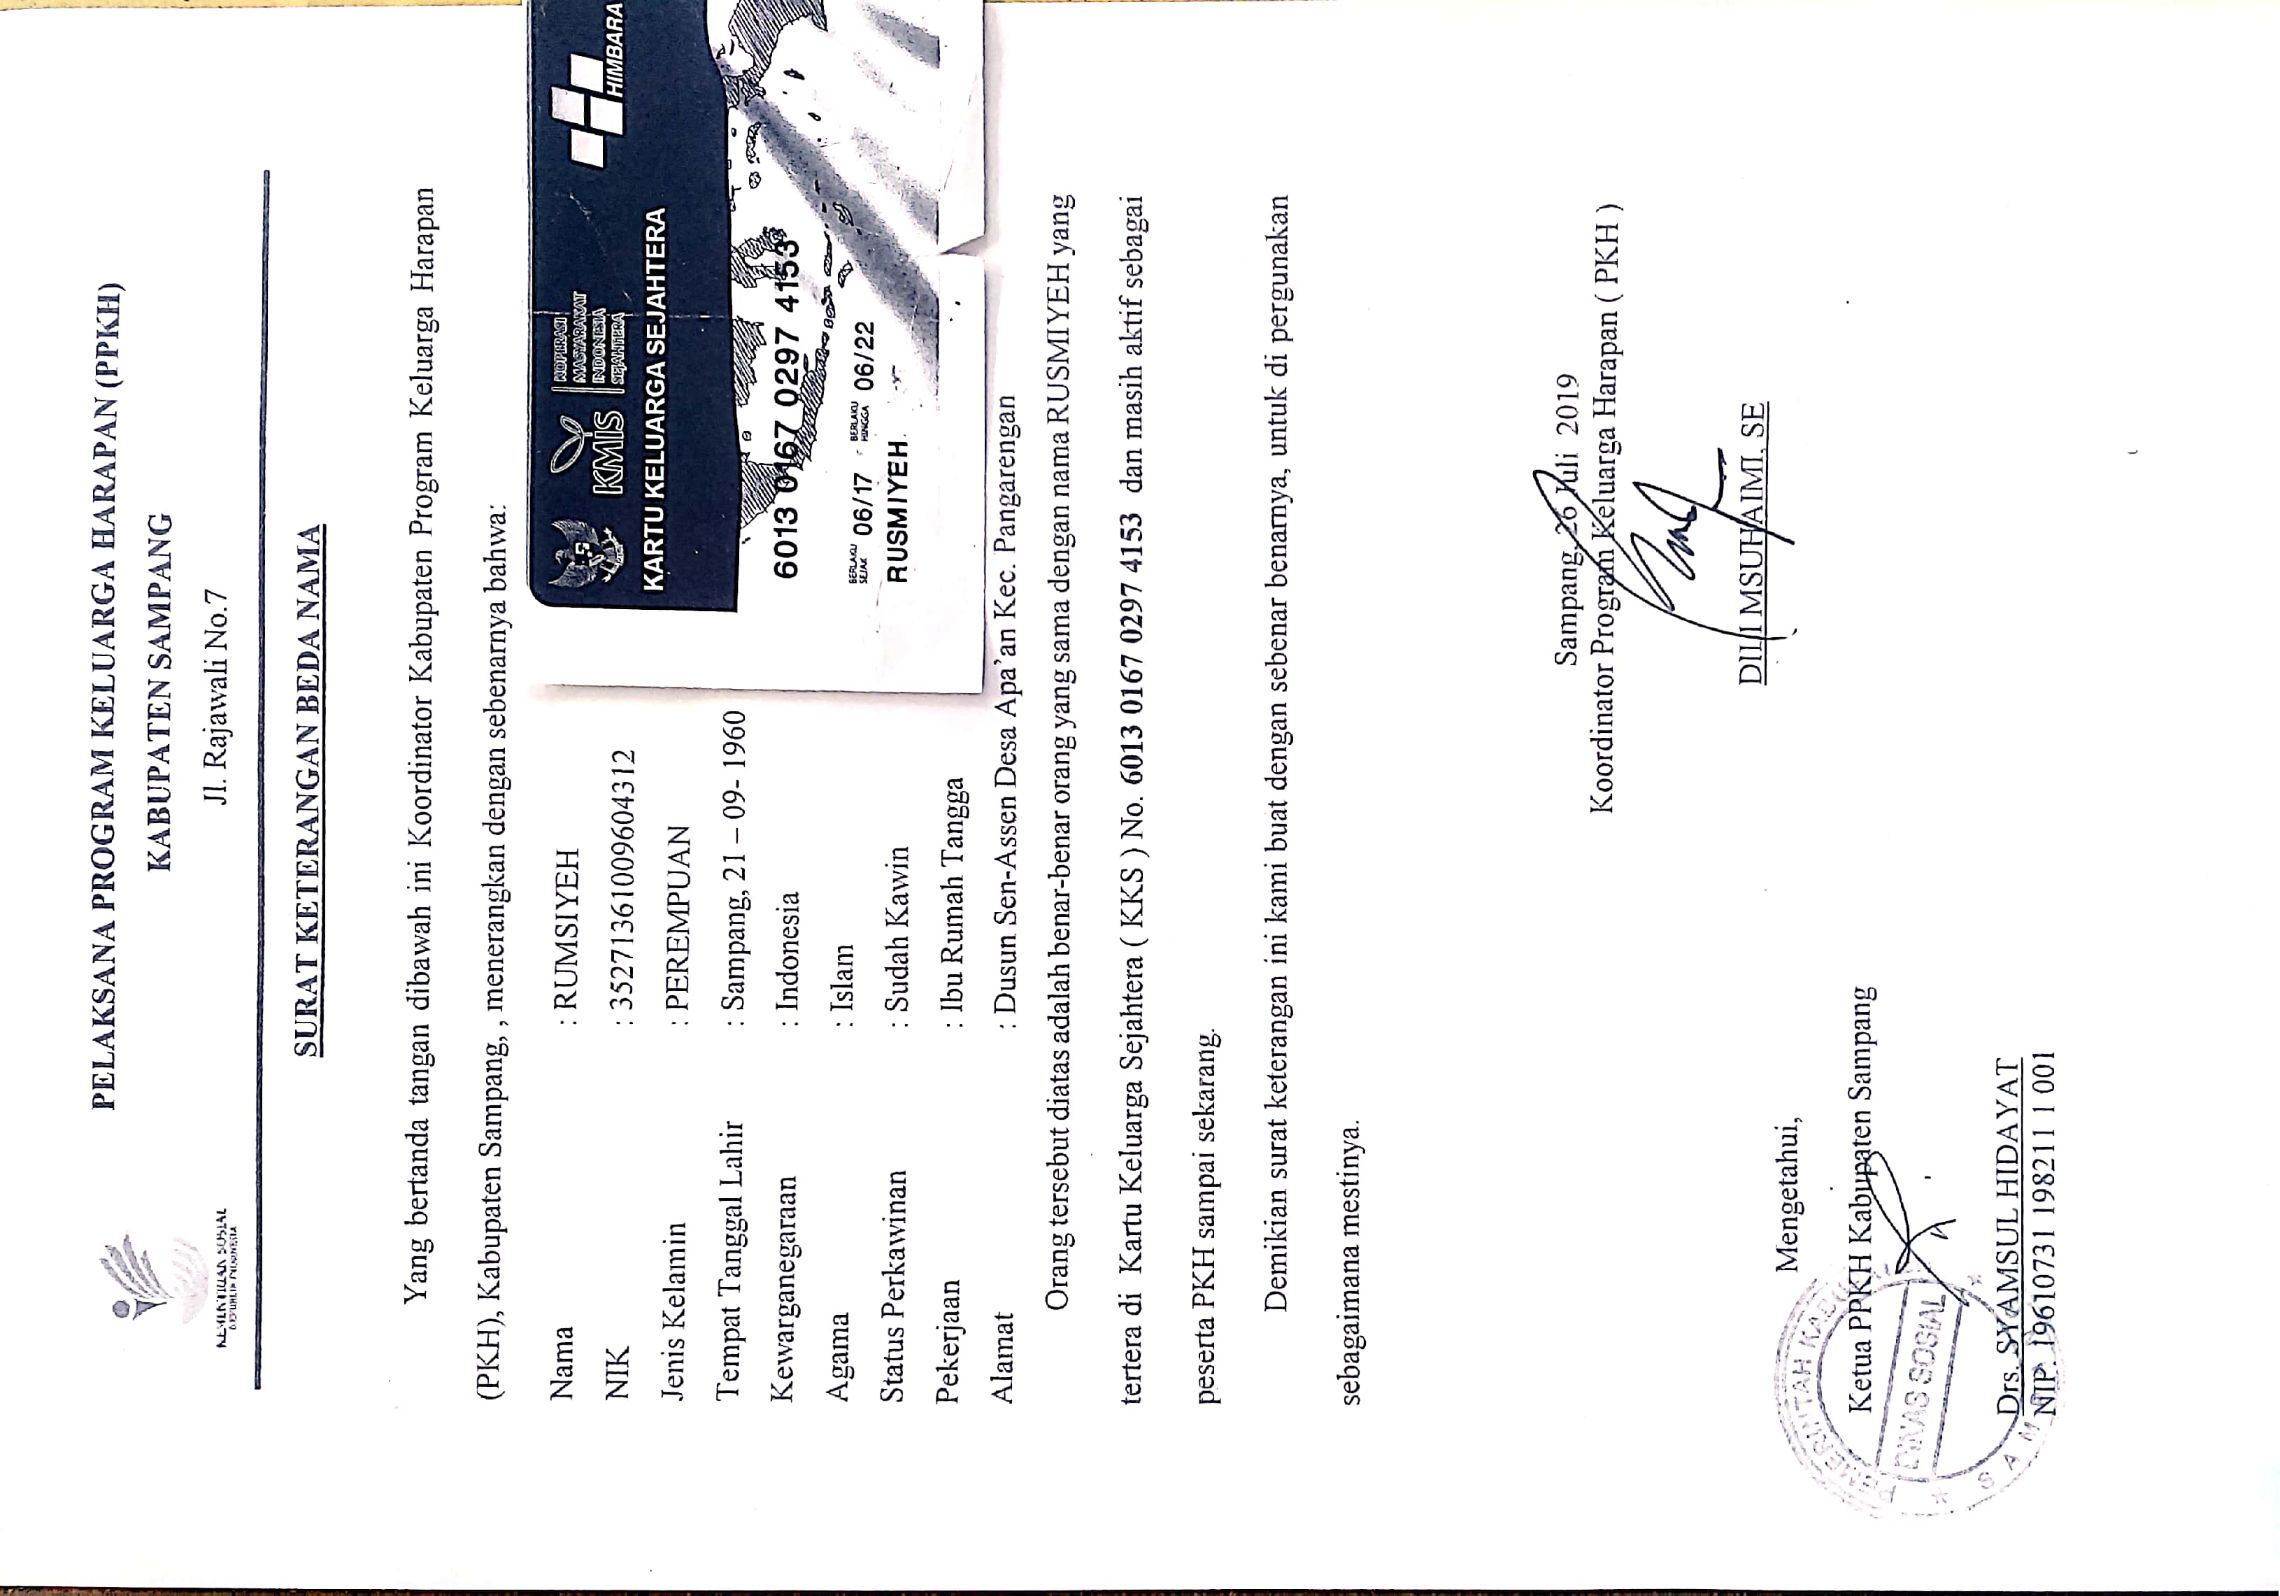 KEMENTRIAN SOSIAL
REPUBLIK INDONESIA
PELAKSANA PROGRAM KELUARGA HARAPAN (PPKH)
KABUPATEN SAMPANG
Jl. Rajawali No.7
SURAT KETERANGAN BEDA NAMA
Yang bertanda tangan dibawah ini Koordinator Kabupaten Program Keluarga Harapan
(PKH), Kabupaten Sampang, , menerangkan dengan sebenarnya bahwa:
Nama : RUMSIYEH
NIK : 35271361009604312
Jenis Kelamin : PEREMPUAN
Tempat Tanggal Lahir : Sampang, 21 – 09- 1960
Kewarganegaraan : Indonesia
Agama : Islam
Status Perkawinan : Sudah Kawin
Pekerjaan : Ibu Rumah Tangga
Alamat : Dusun Sen-Assen Desa Apa’an Kec. Pangarengan
KMIS
KOPERASI
MASYARAKAT
INDONESIA
SEJAHTERA
HIMBARA
KARTU KELUARGA SEJAHTERA
6013 0167 0297 4153
BERLAKU SEJAK 06/17 BERLAKU HINGGA 06/22
RUSMIYEH
Orang tersebut diatas adalah benar-benar orang yang sama dengan nama RUSMIYEH yang
tertera di Kartu Keluarga Sejahtera ( KKS ) No. 6013 0167 0297 4153 dan masih aktif sebagai
peserta PKH sampai sekarang.
Demikian surat keterangan ini kami buat dengan sebenar benarnya, untuk di pergunakan
sebagaimana mestinya.
Sampang, 26 Juli 2019
Koordinator Program Keluarga Harapan ( PKH )
MSUHAIMI, SE
Mengetahui,
Ketua PPKH Kabupaten Sampang
PEMERINTAH
DINAS SOSIAL
Drs. SYAMSUL HIDAYAT
NIP. 19610731 198211 1 001